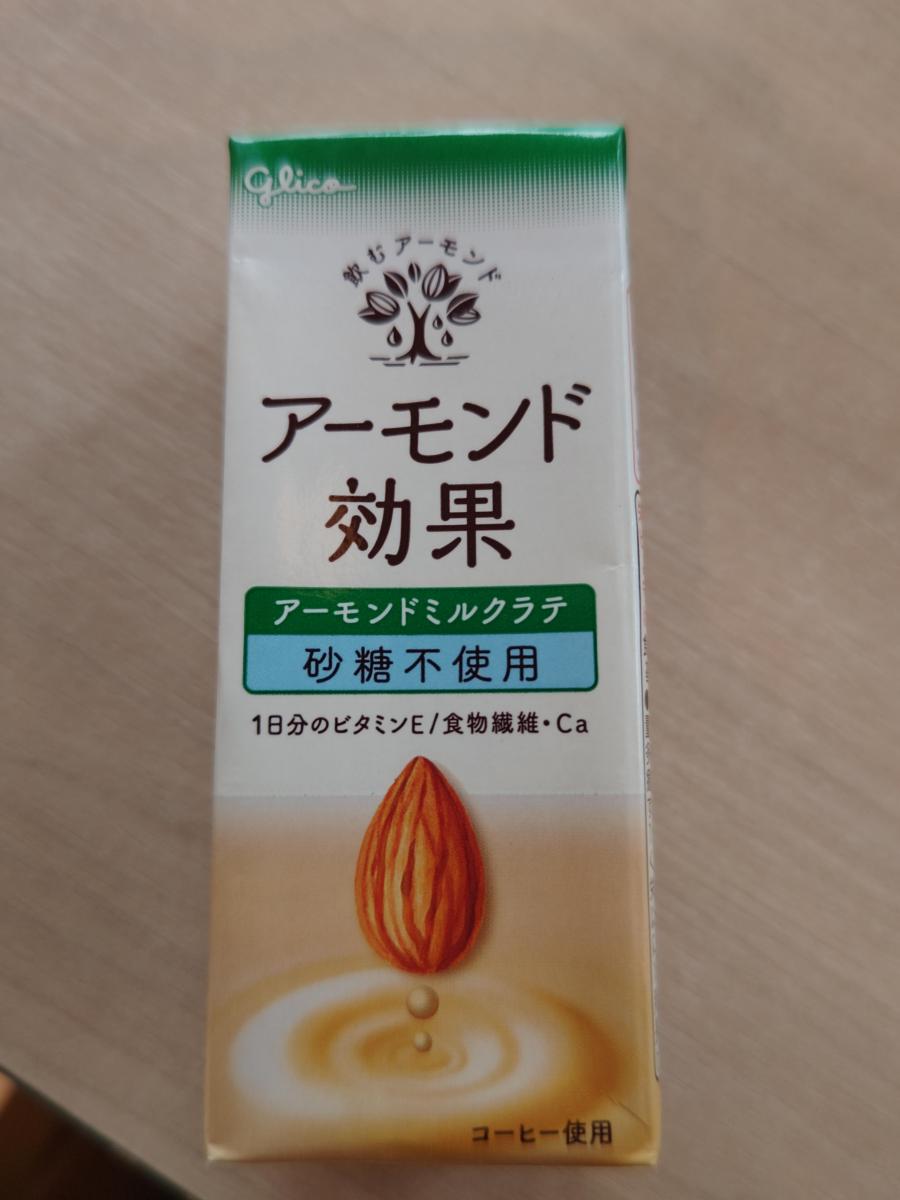 glico
飲むアーモンド
アーモンド
効果
アーモンドミルクラテ
砂糖不使用
1日分のビタミンE/食物繊維・Ca
コーヒー使用